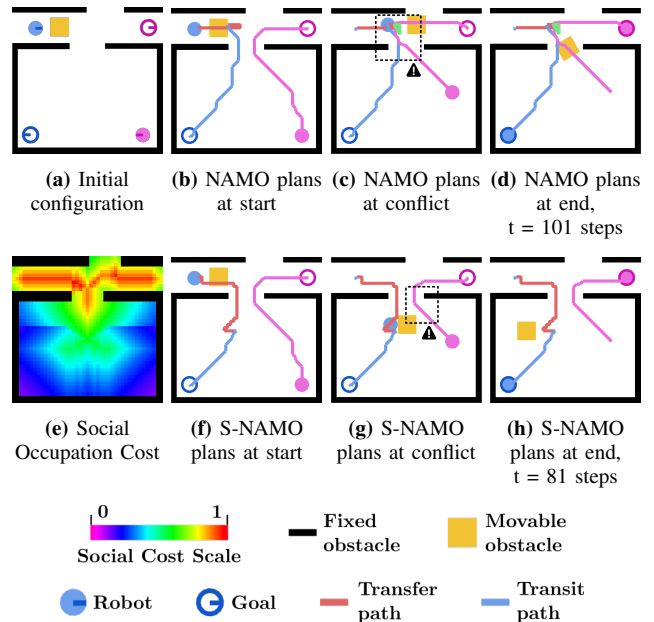 (a) Initial
configuration
(b) NAMO plans
at start
(c) NAMO plans
at conflict
(d) NAMO plans
at end,
t = 101 steps
(e) Social
Occupation Cost
(f) S-NAMO
plans at start
(g) S-NAMO
plans at conflict
(h) S-NAMO
plans at end,
t = 81 steps
0 1
Social Cost Scale
Fixed
obstacle
Movable
obstacle
Robot
Goal
Transfer
path
Transit
path